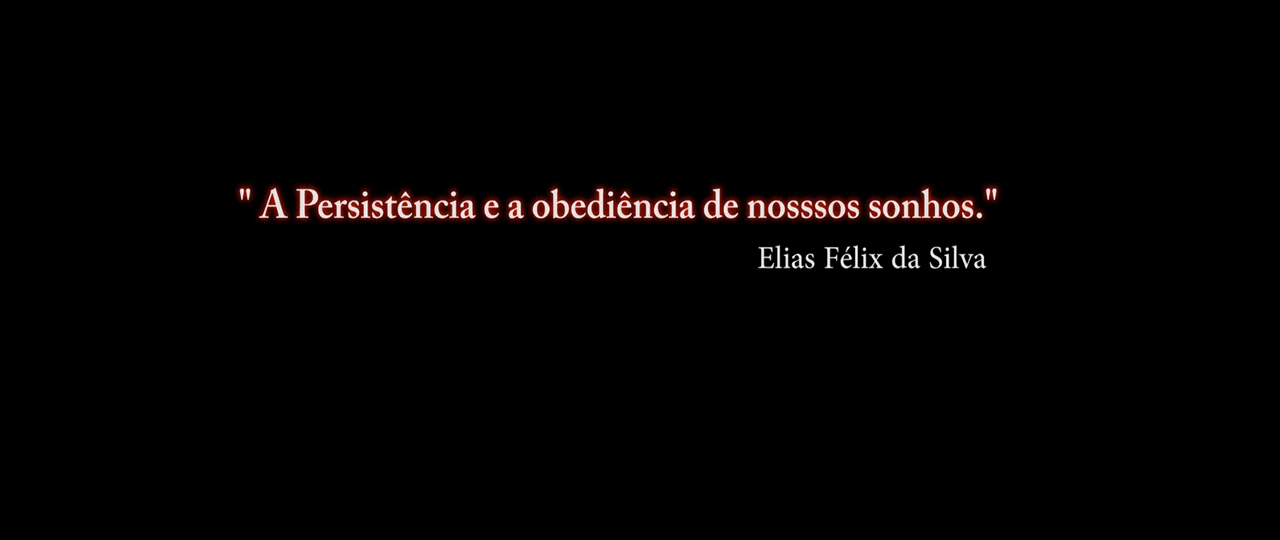 " A Persistência e a obediência de nosssos sonhos."
Elias Félix da Silva